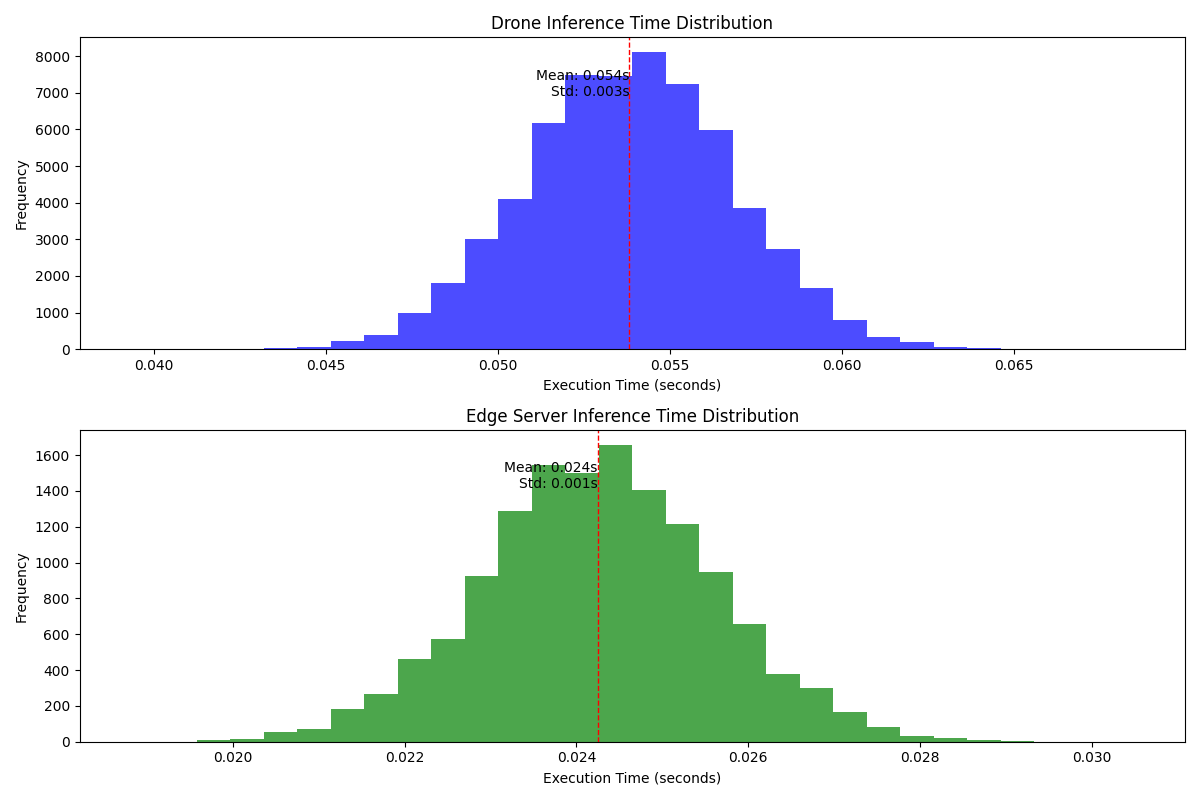 Drone Inference Time Distribution
8000
7000
6000
5000
4000
3000
2000
1000
0
Frequency
Mean: 0.054s
Std: 0.003s
0.040 0.045 0.050 0.055 0.060 0.065
Execution Time (seconds)
Edge Server Inference Time Distribution
1600
1400
1200
1000
800
600
400
200
0
Frequency
Mean: 0.024s
Std: 0.001s
0.020 0.022 0.024 0.026 0.028 0.030
Execution Time (seconds)